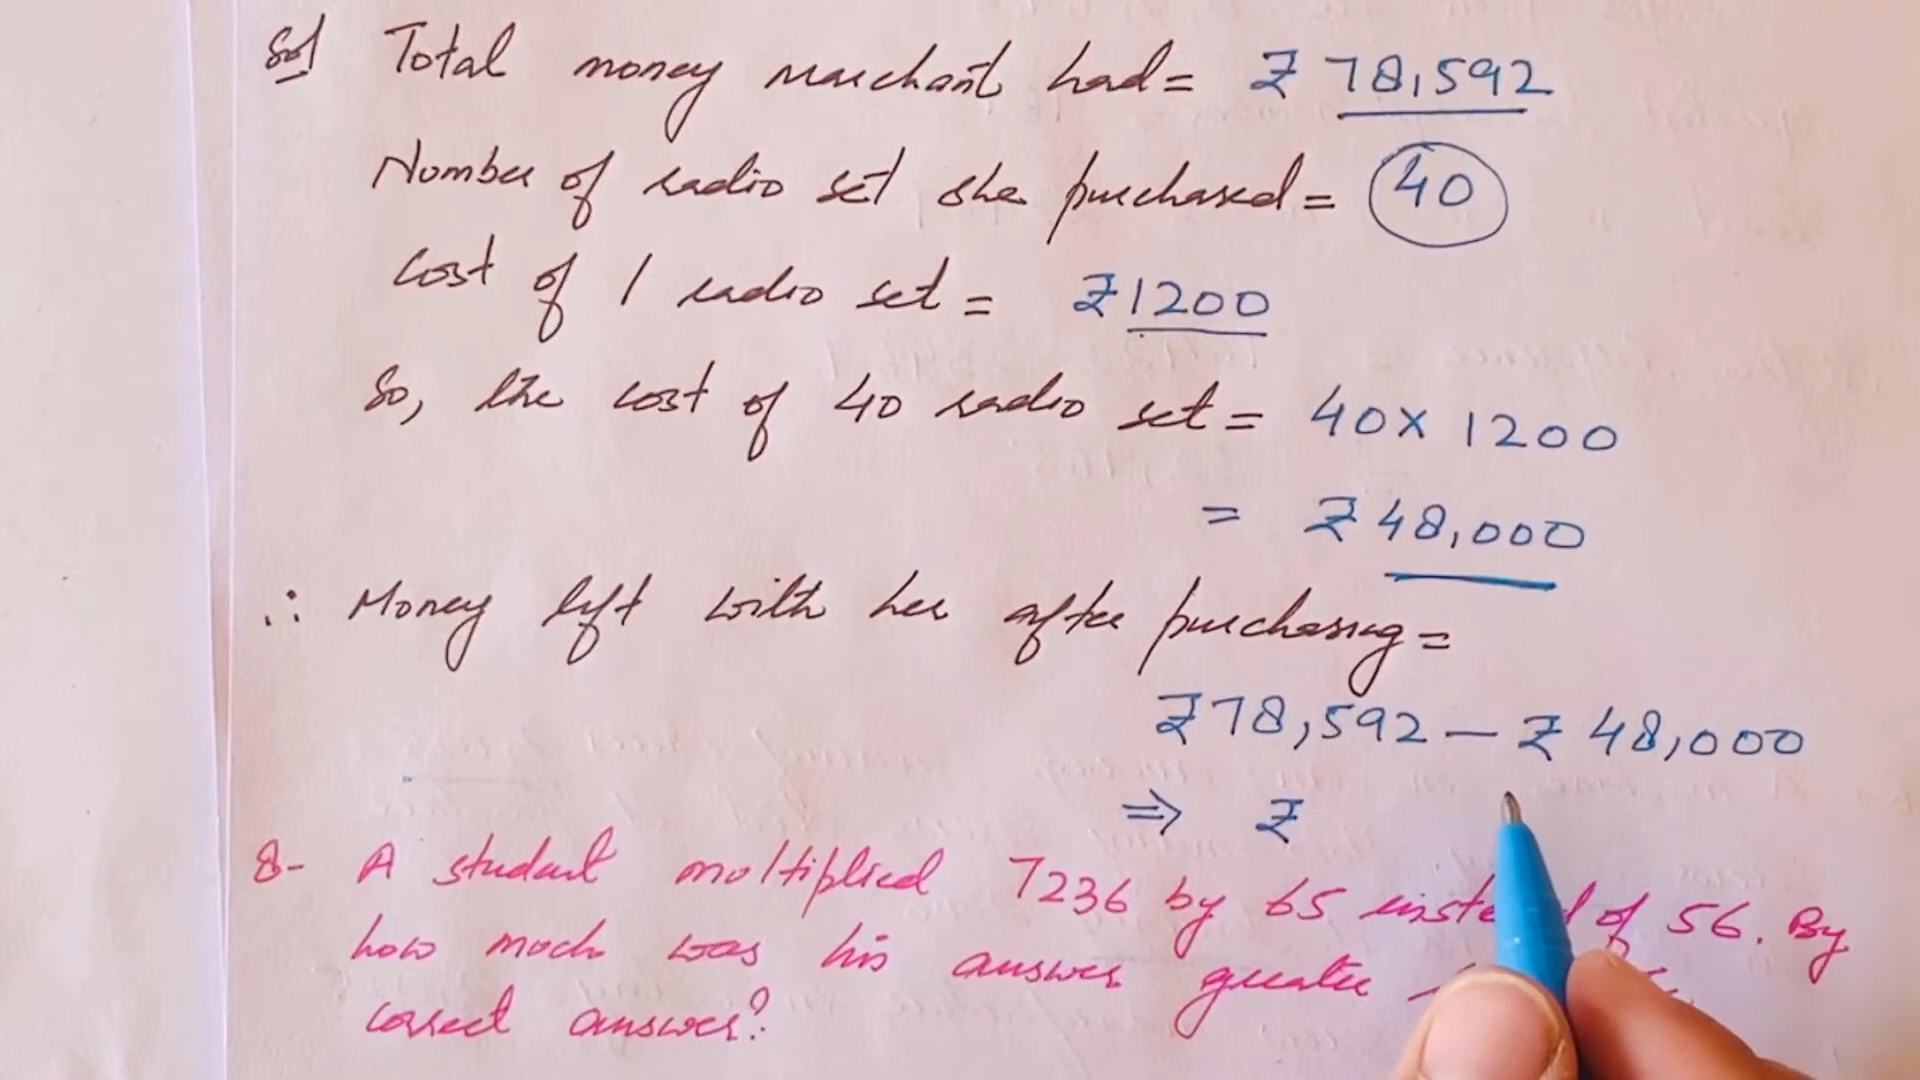 Sol Total money merchant had = ₹ 78,592
Number of radio set she purchased = 40
Cost of 1 radio set = ₹1200
So, the cost of 40 radio set = 40 x 1200
= ₹ 48,000
∴ Money left with her after purchasing =
₹78,592 — ₹ 48,000
⇒ ₹
8- A student multiplied 7236 by 65 instead of 56. By
how much was his answer greater
correct answer?